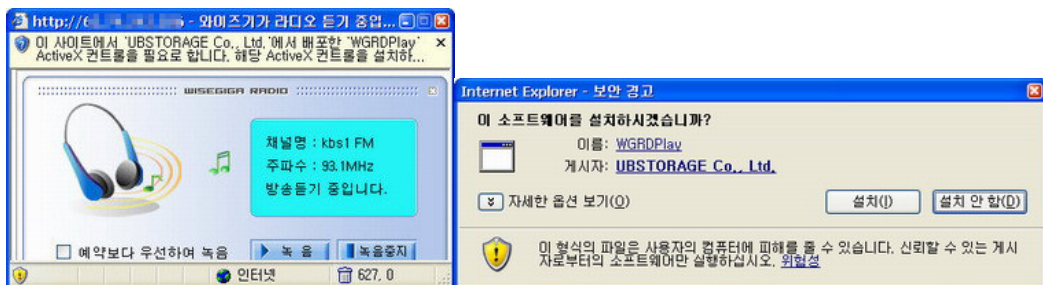 http://6 - 와이즈기가 라디오 듣기 중입...
이 사이트에서 'UBSTORAGE Co., Ltd.'에서 배포한 'WGRDPlay'
ActiveX 컨트롤을 필요로 합니다. 해당 ActiveX 컨트롤을 설치하...
WISEGIGA RADIO
채널명 : kbs1 FM
주파수 : 93.1MHz
방송듣기 중입니다.
예약보다 우선하여 녹음
녹 음
녹음중지
인터넷
627, 0
Internet Explorer - 보안 경고
이 소프트웨어를 설치하시겠습니까?
이름: WGRDPlay
게시자: UBSTORAGE Co., Ltd.
자세한 옵션 보기(O)
설치(I)
설치 안 함(D)
이 형식의 파일은 사용자의 컴퓨터에 피해를 줄 수 있습니다. 신뢰할 수 있는 게시
자로부터의 소프트웨어만 실행하십시오. 위험성